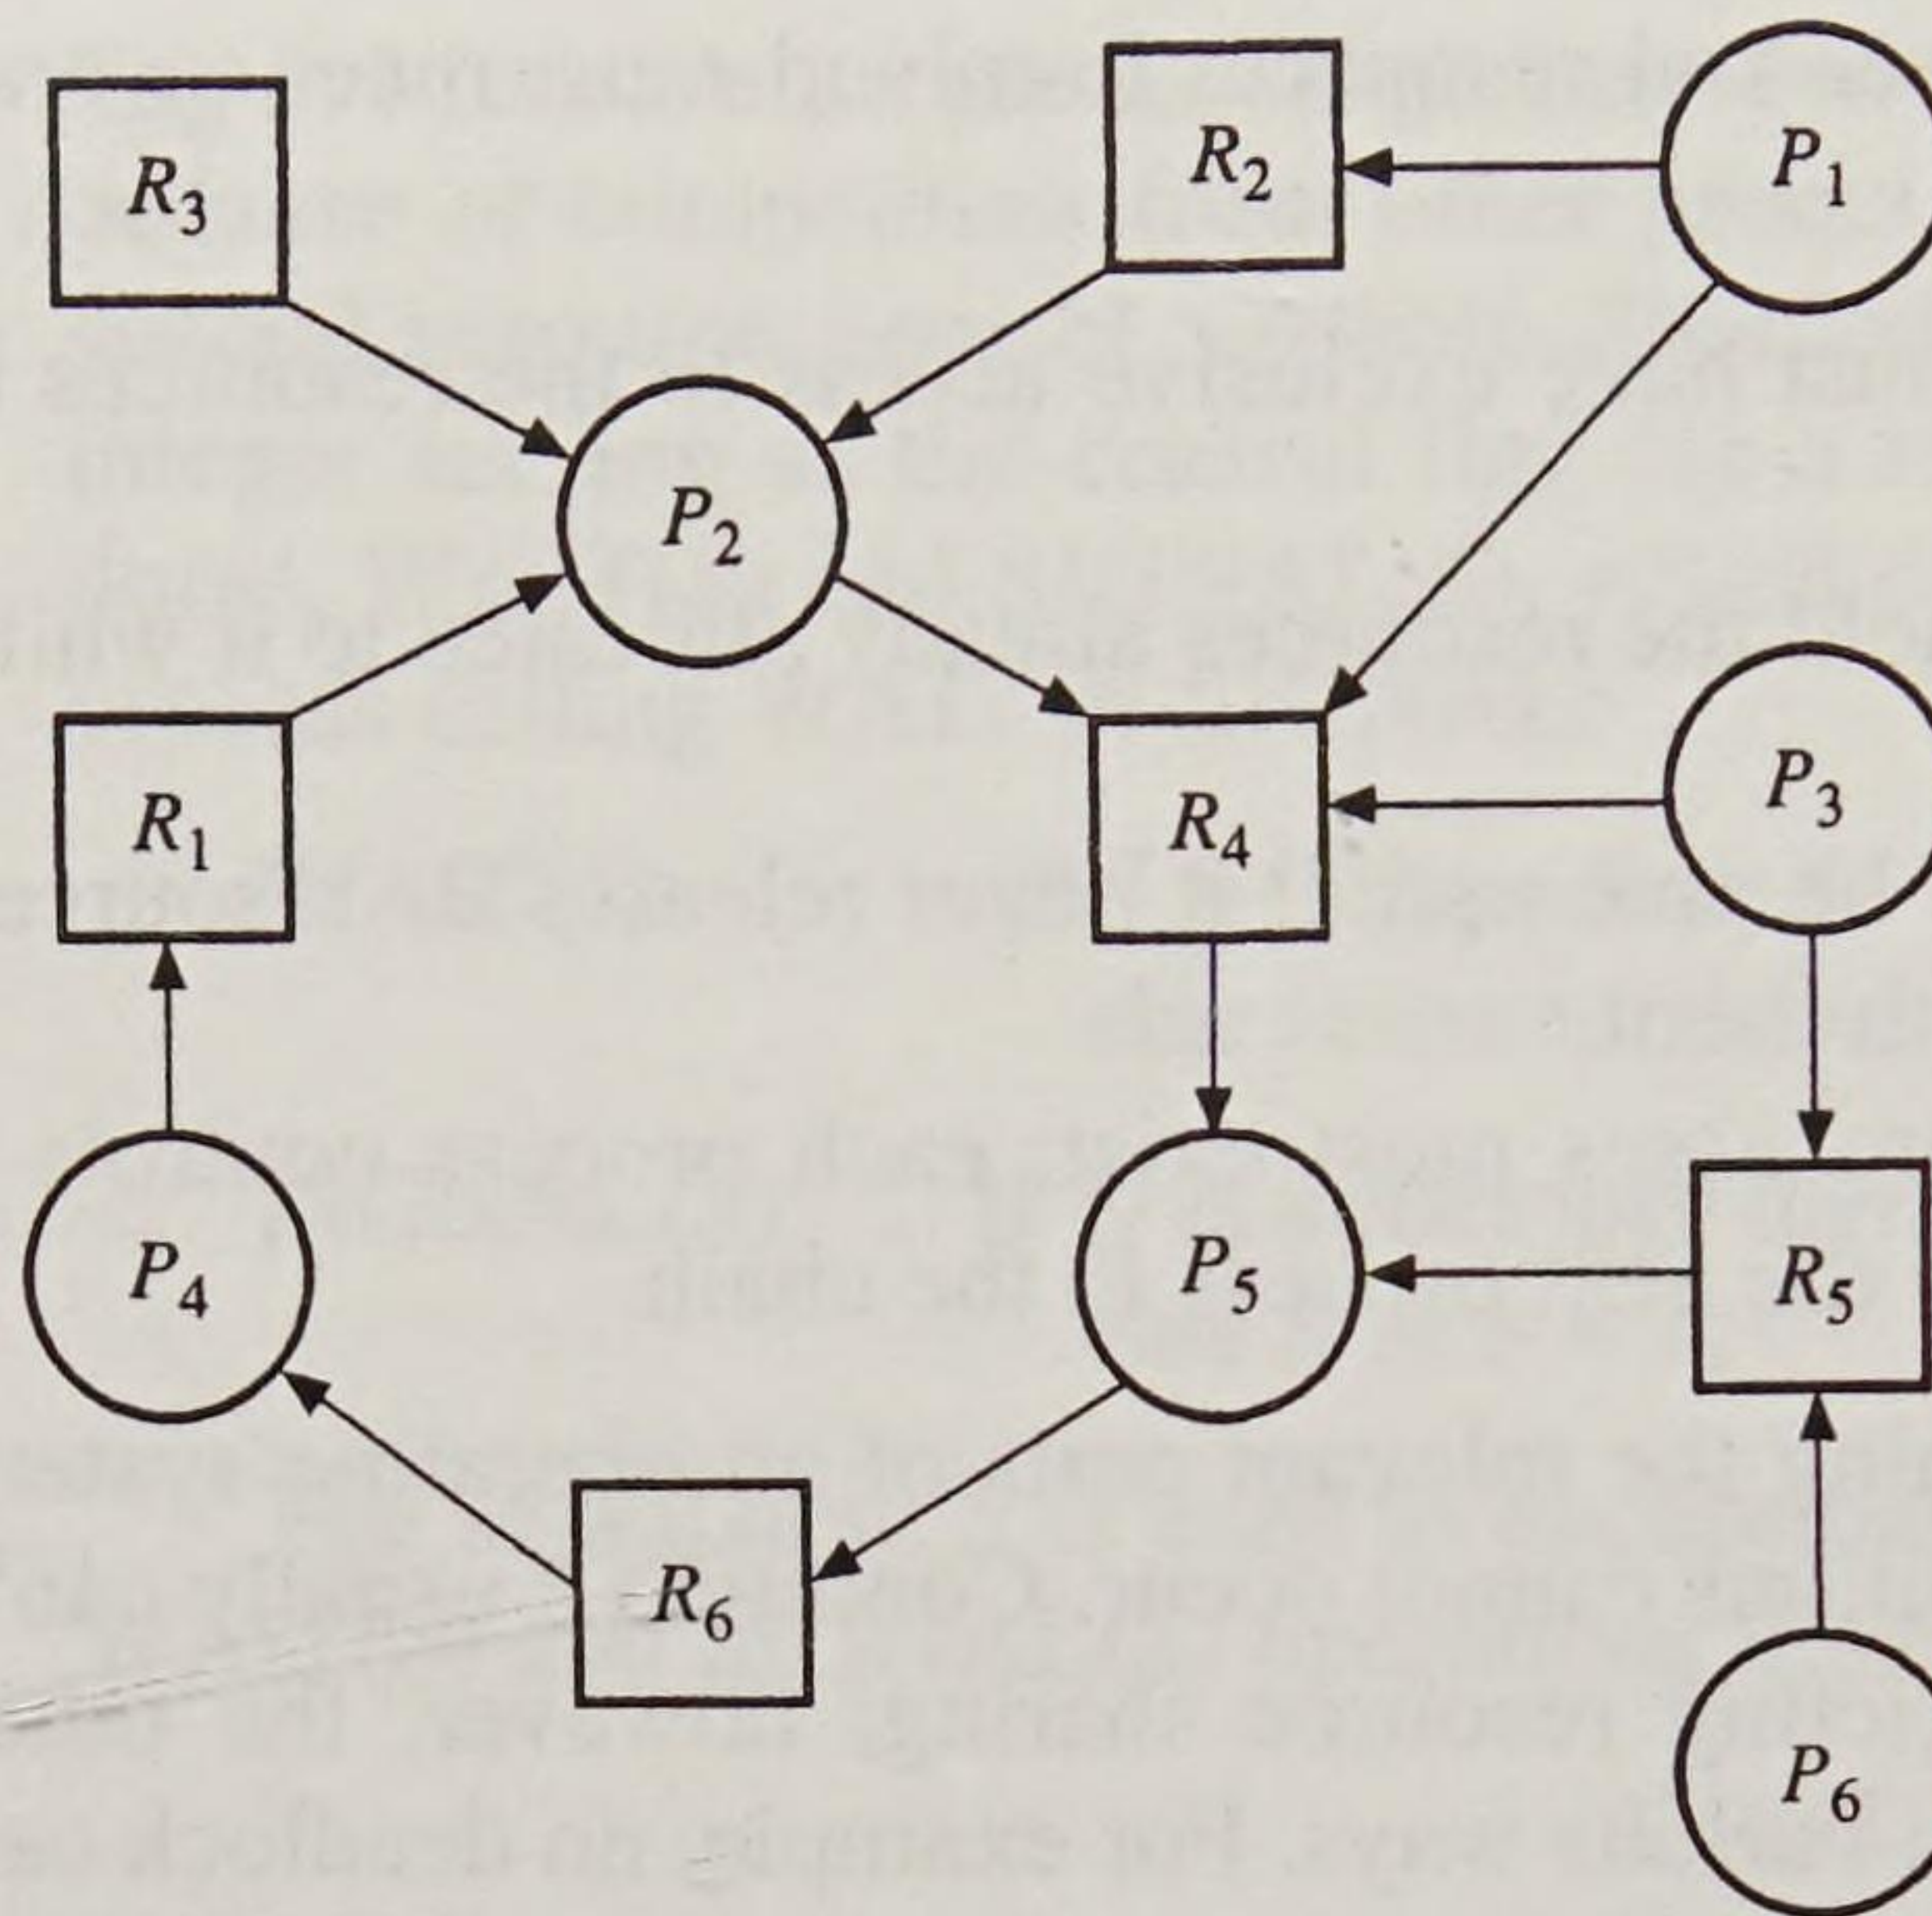 R₃
R₂
P₁
P₂
R₁
R₄
P₃
P₄
P₅
R₅
R₆
P₆